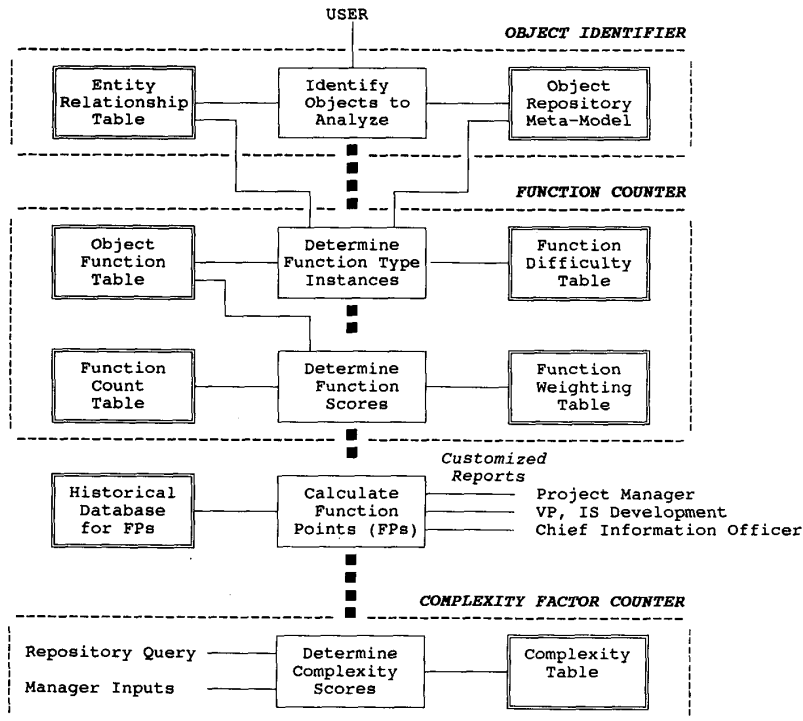 USER
OBJECT IDENTIFIER
Entity
Relationship
Table
Identify
Objects to
Analyze
Object
Repository
Meta-Model
FUNCTION COUNTER
Object
Function
Table
Determine
Function Type
Instances
Function
Difficulty
Table
Function
Count
Table
Determine
Function
Scores
Function
Weighting
Table
Customized
Reports
Historical
Database
for FPs
Calculate
Function
Points (FPs)
Project Manager
VP, IS Development
Chief Information Officer
COMPLEXITY FACTOR COUNTER
Repository Query
Manager Inputs
Determine
Complexity
Scores
Complexity
Table